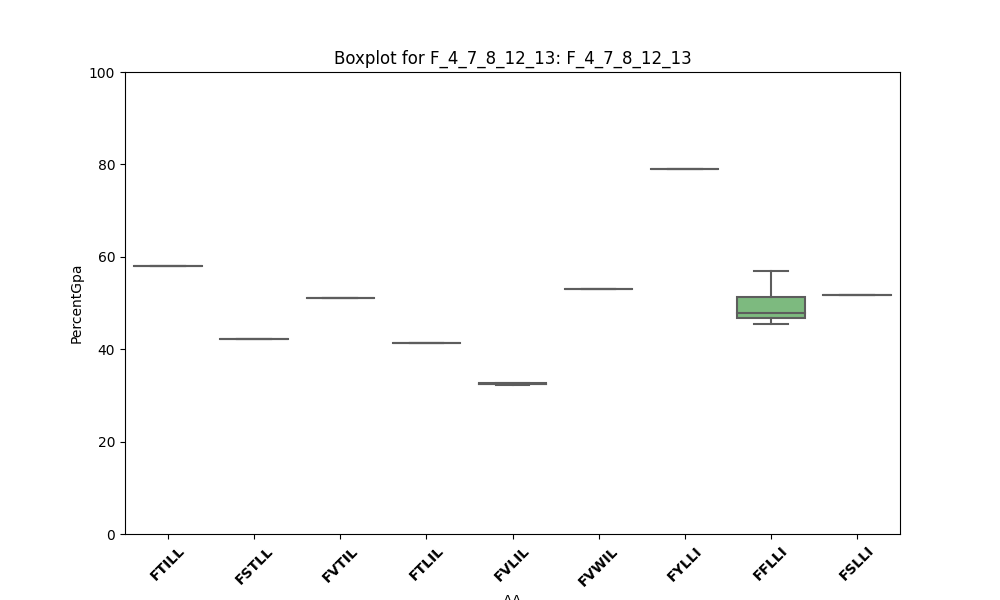 Boxplot for F_4_7_8_12_13: F_4_7_8_12_13
100
80
60
40
20
0
PercentGpa
FTILL
FSTLL
FVTIL
FTLIL
FVLIL
FVWIL
FYLLI
FFLLI
FSLLI
AA